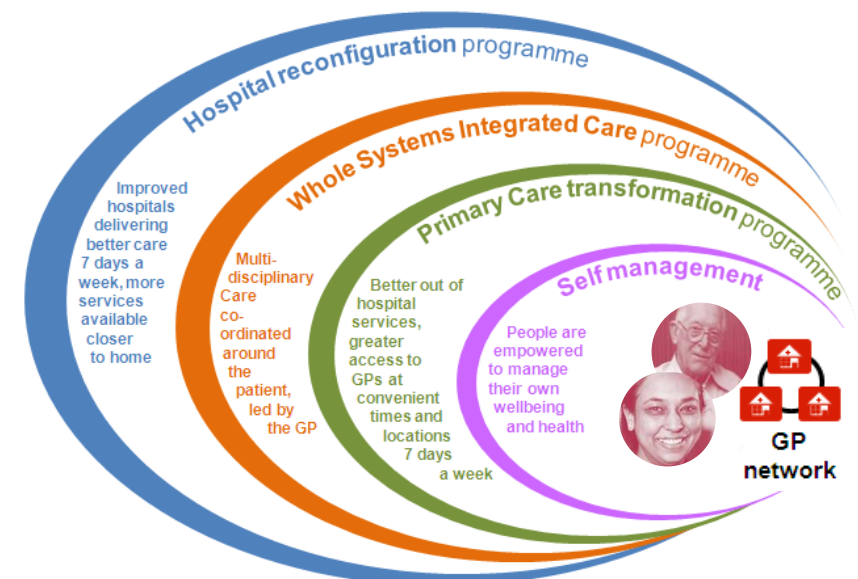 Hospital reconfiguration programme
Improved
hospitals
delivering
better care
7 days a
week, more
services
available
closer
to home
Whole Systems Integrated Care programme
Multi-
disciplinary
Care
co-
ordinated
around
the
patient,
led by
the GP
Primary Care transformation programme
Better out of
hospital
services,
greater
access to
GPs at
convenient
times and
locations
7 days
a week
Self management
People are
empowered
to manage
their own
wellbeing
and health
GP
network